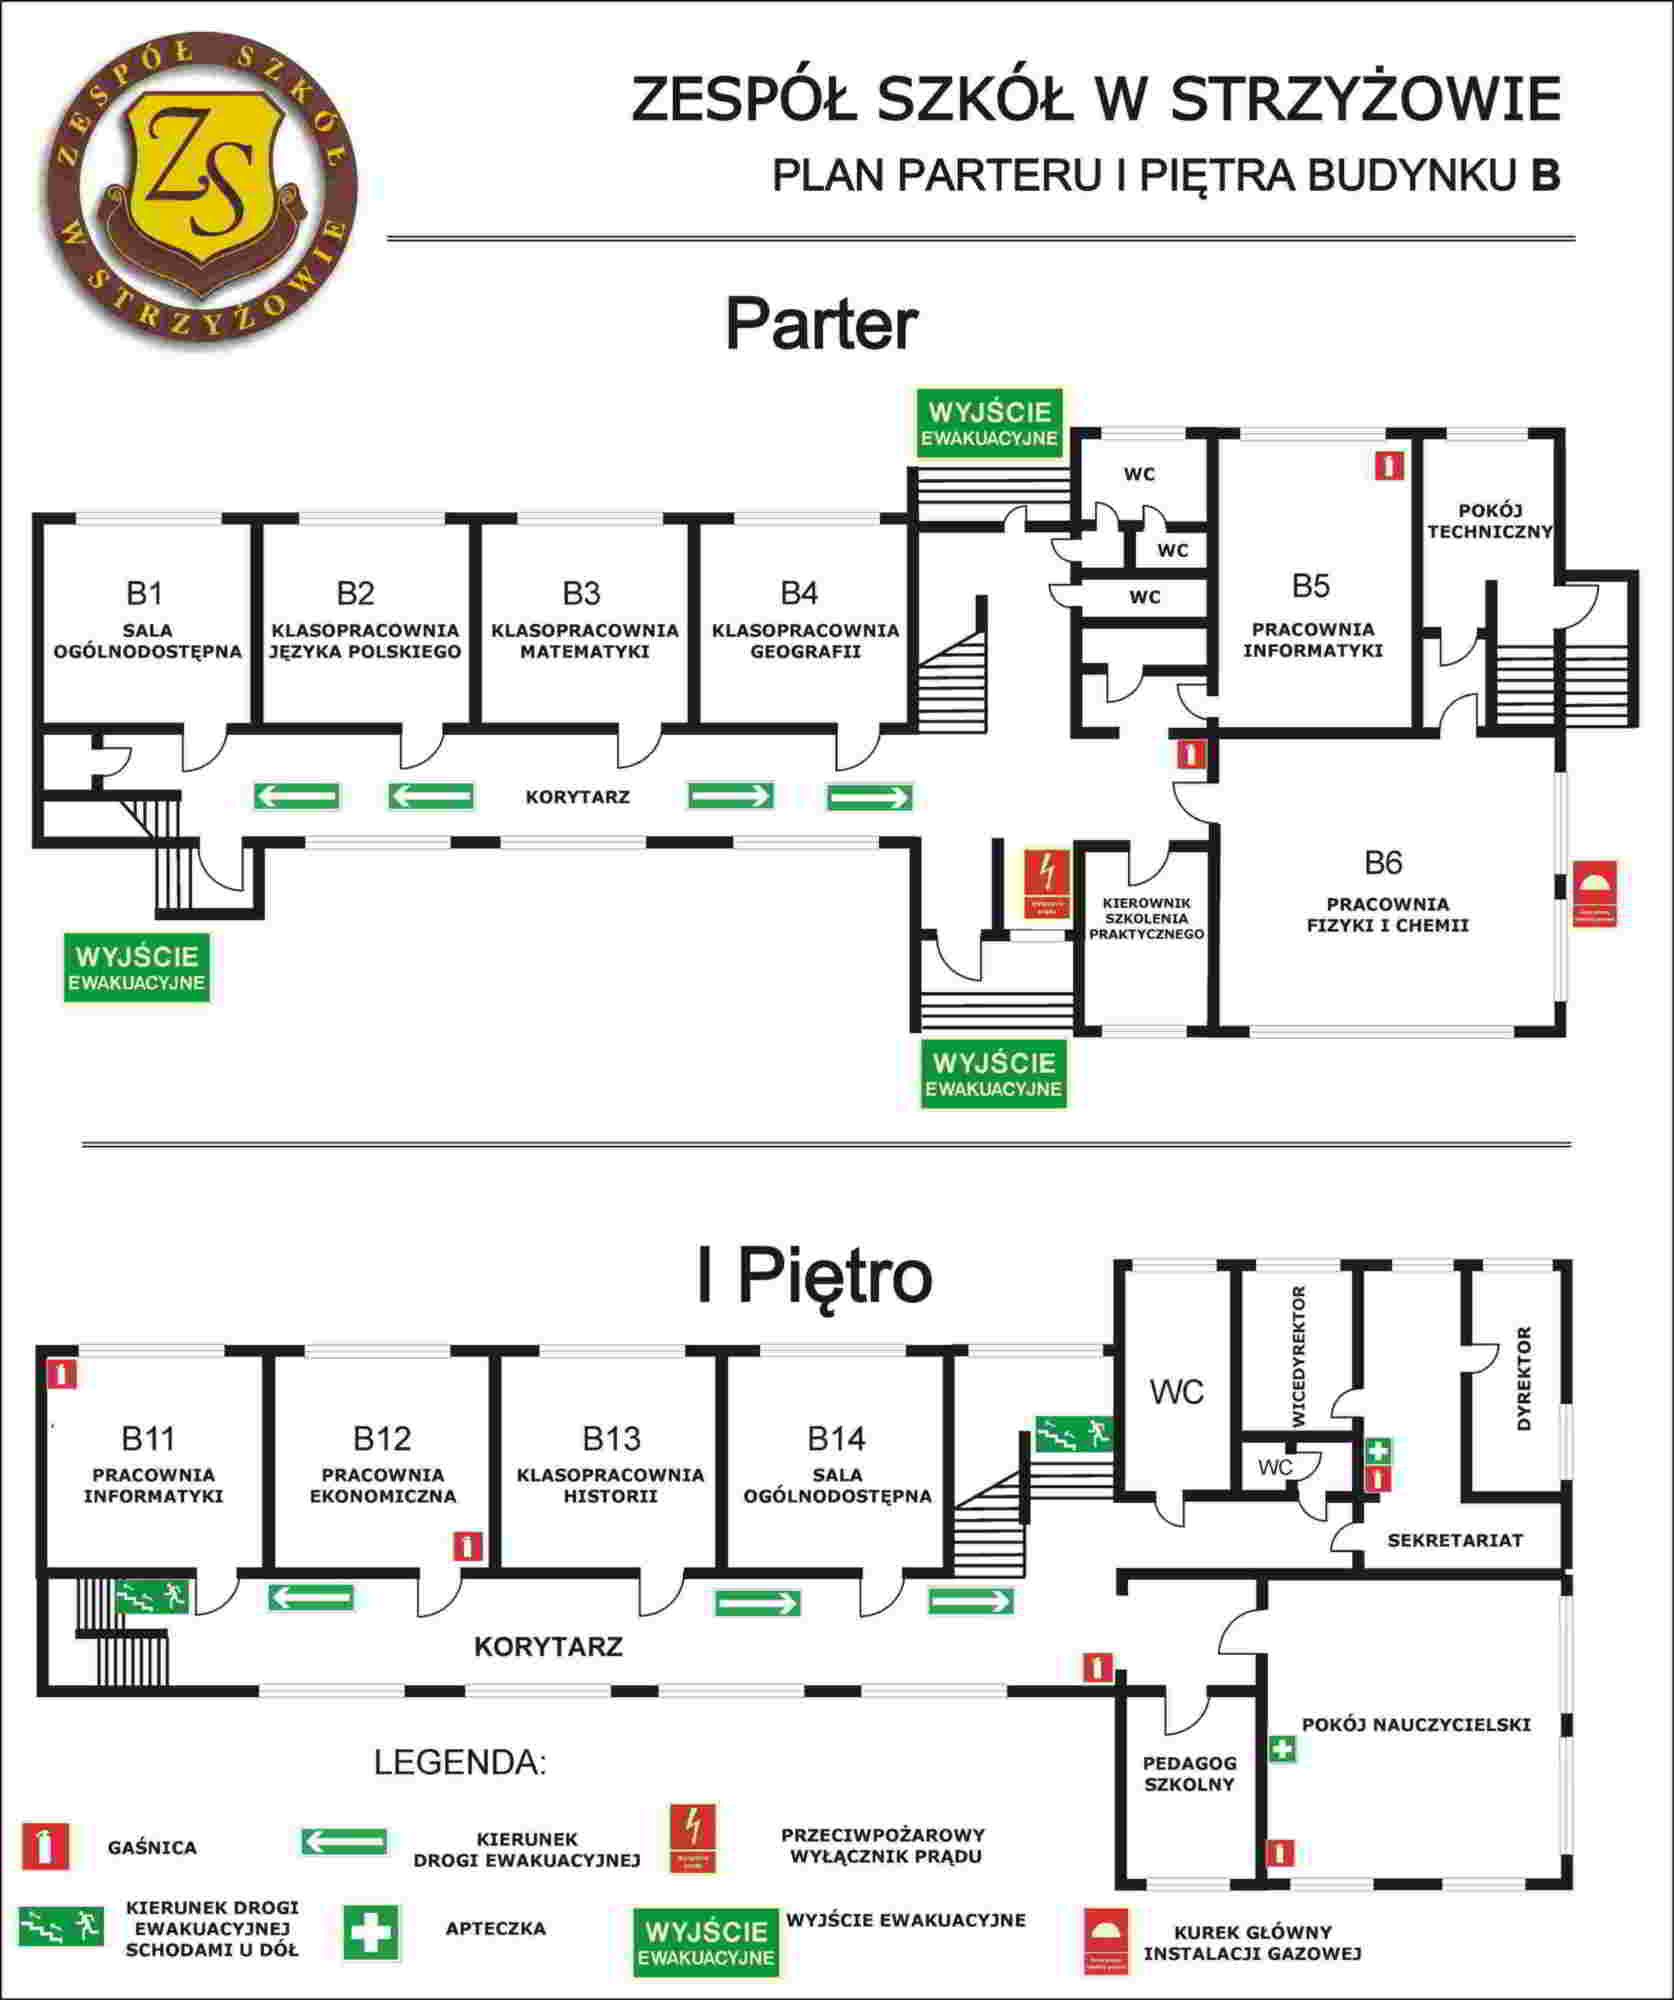 ZESPÓŁ SZKÓŁ W STRZYŻOWIE
ZS
ZESPÓŁ SZKÓŁ W STRZYŻOWIE
PLAN PARTERU I PIĘTRA BUDYNKU B
Parter
WYJŚCIE
EWAKUACYJNE
WC
WC
WC
POKÓJ
TECHNICZNY
B1
SALA
OGÓLNODOSTĘPNA
B2
KLASOPRACOWNIA
JĘZYKA POLSKIEGO
B3
KLASOPRACOWNIA
MATEMATYKI
B4
KLASOPRACOWNIA
GEOGRAFII
B5
PRACOWNIA
INFORMATYKI
KORYTARZ
B6
PRACOWNIA
FIZYKI I CHEMII
KIEROWNIK
SZKOLENIA
PRAKTYCZNEGO
WYJŚCIE
EWAKUACYJNE
WYJŚCIE
EWAKUACYJNE
I Piętro
WC
WICEDYREKTOR
DYREKTOR
WC
SEKRETARIAT
B11
PRACOWNIA
INFORMATYKI
B12
PRACOWNIA
EKONOMICZNA
B13
KLASOPRACOWNIA
HISTORII
B14
SALA
OGÓLNODOSTĘPNA
KORYTARZ
POKÓJ NAUCZYCIELSKI
PEDAGOG
SZKOLNY
LEGENDA:
GAŚNICA
KIERUNEK
DROGI EWAKUACYJNEJ
PRZECIWPOŻAROWY
WYŁĄCZNIK PRĄDU
KIERUNEK DROGI
EWAKUACYJNEJ
SCHODAMI U DÓŁ
APTECZKA
WYJŚCIE
EWAKUACYJNE
WYJŚCIE EWAKUACYJNE
KUREK GŁÓWNY
INSTALACJI GAZOWEJ